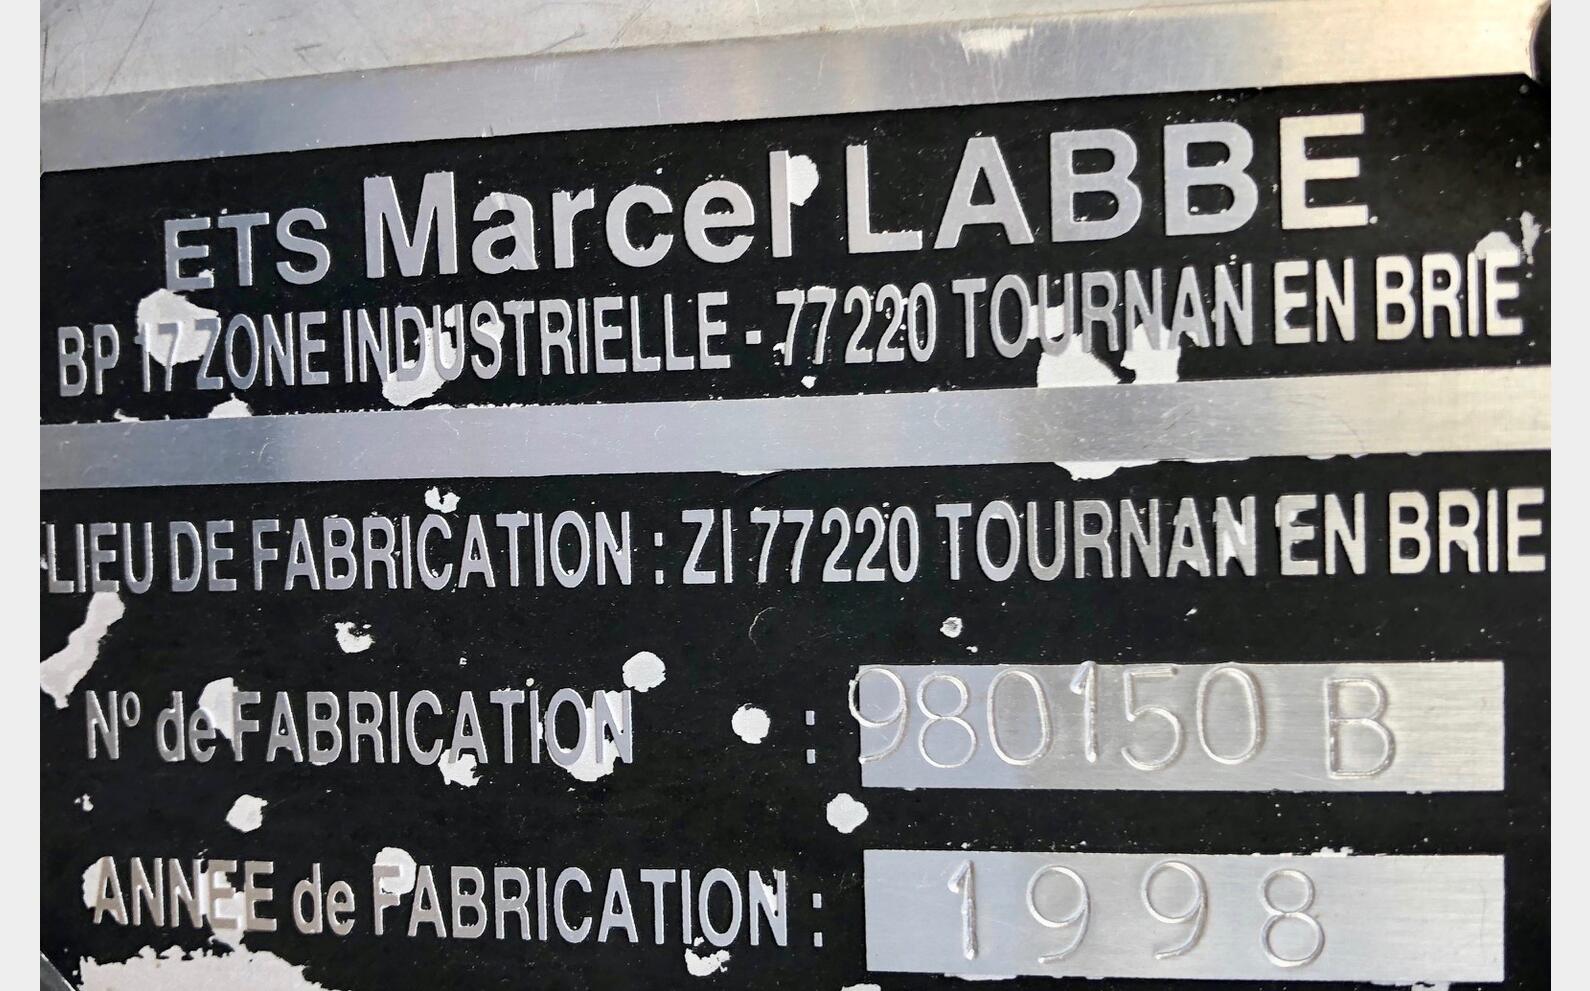 ETS Marcel LABBE
BP 17 ZONE INDUSTRIELLE - 77220 TOURNAN EN BRIE
LIEU DE FABRICATION : ZI 77220 TOURNAN EN BRIE
Nº de FABRICATION : 980150 B
ANNEE de FABRICATION : 1998